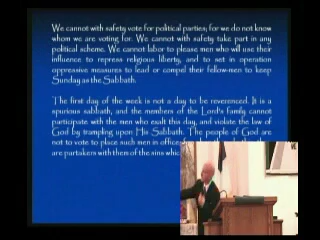 We cannot with safety vote for political parties; for we do not know
whom we are voting for. We cannot with safety take part in any
political scheme. We cannot labor to please men who will use their
influence to repress religious liberty, and to set in operation
oppressive measures to lead or compel their fellow-men to keep
Sunday as the Sabbath.
The first day of the week is not a day to be reverenced. It is a
spurious sabbath, and the members of the Lord's family cannot
participate with the men who exalt this day, and violate the law of
God by trampling upon His Sabbath. The people of God are
not to vote to place such men in office
are partakers with them of the sins which